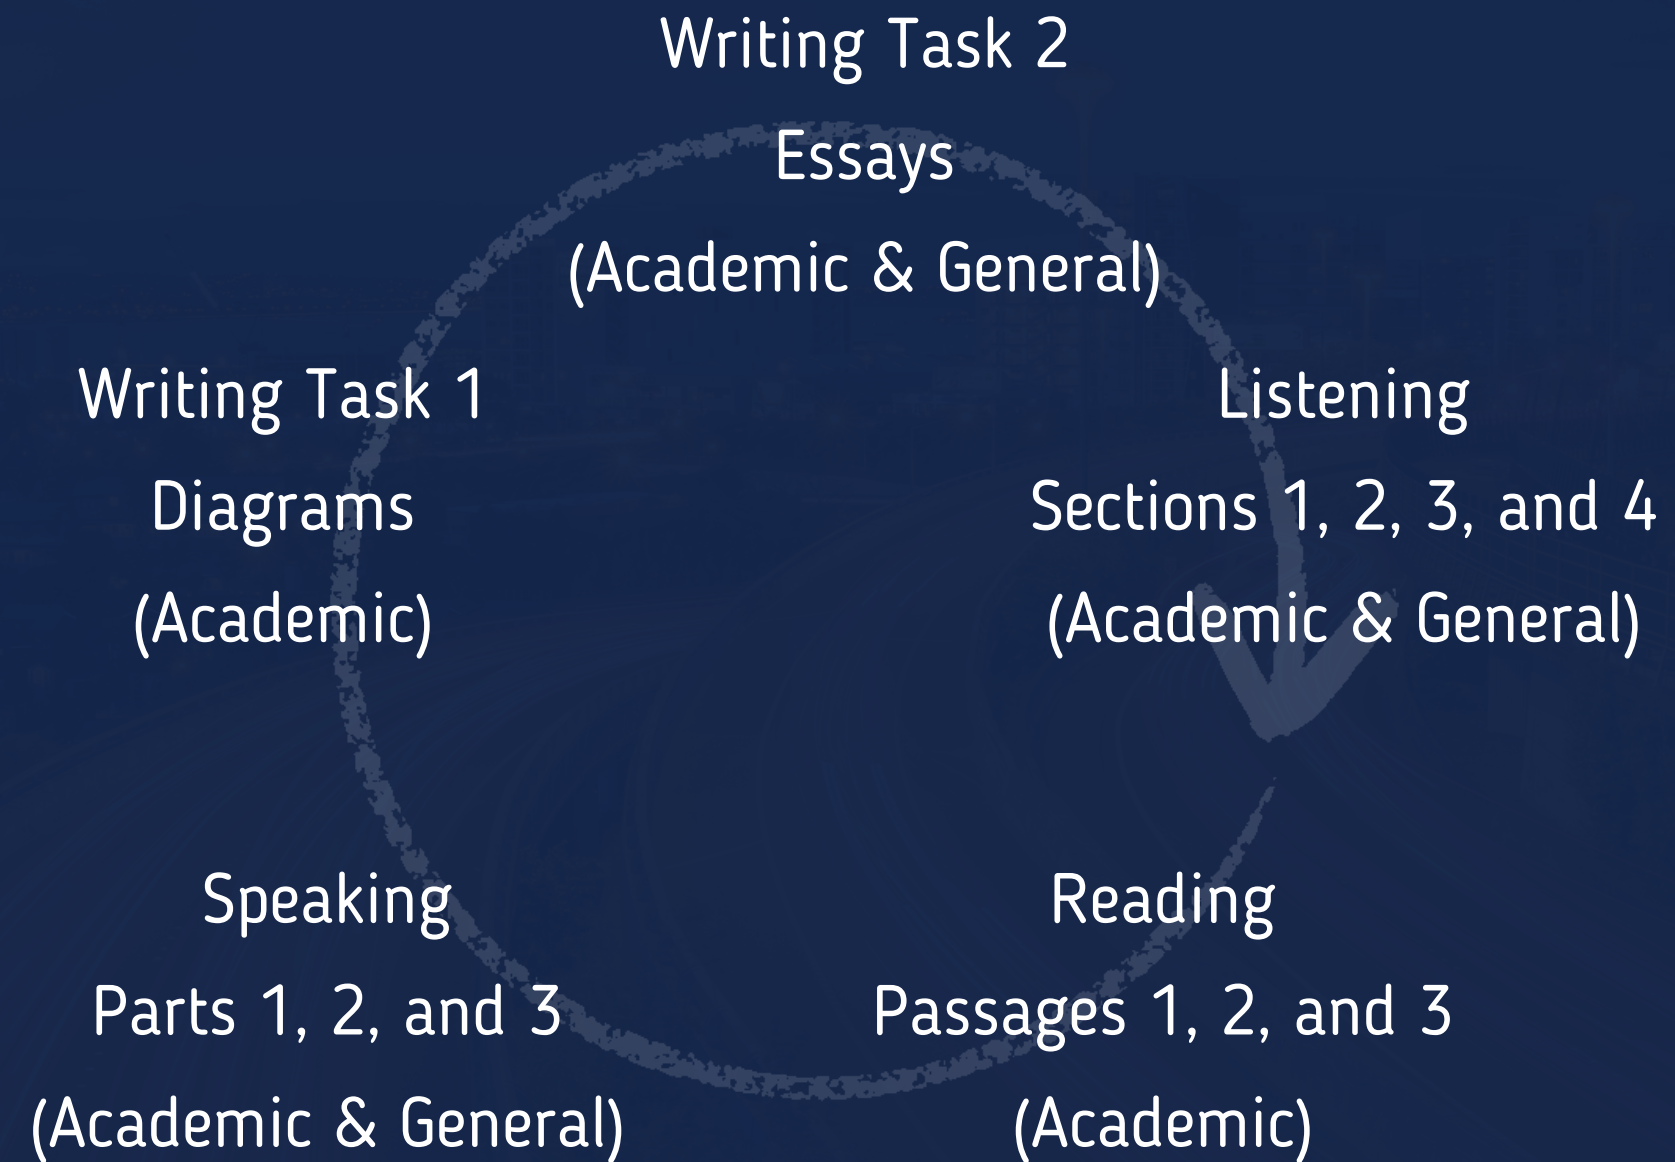 Writing Task 2
Essays
(Academic & General)
Writing Task 1
Diagrams
(Academic)
Listening
Sections 1, 2, 3, and 4
(Academic & General)
Speaking
Parts 1, 2, and 3
(Academic & General)
Reading
Passages 1, 2, and 3
(Academic)